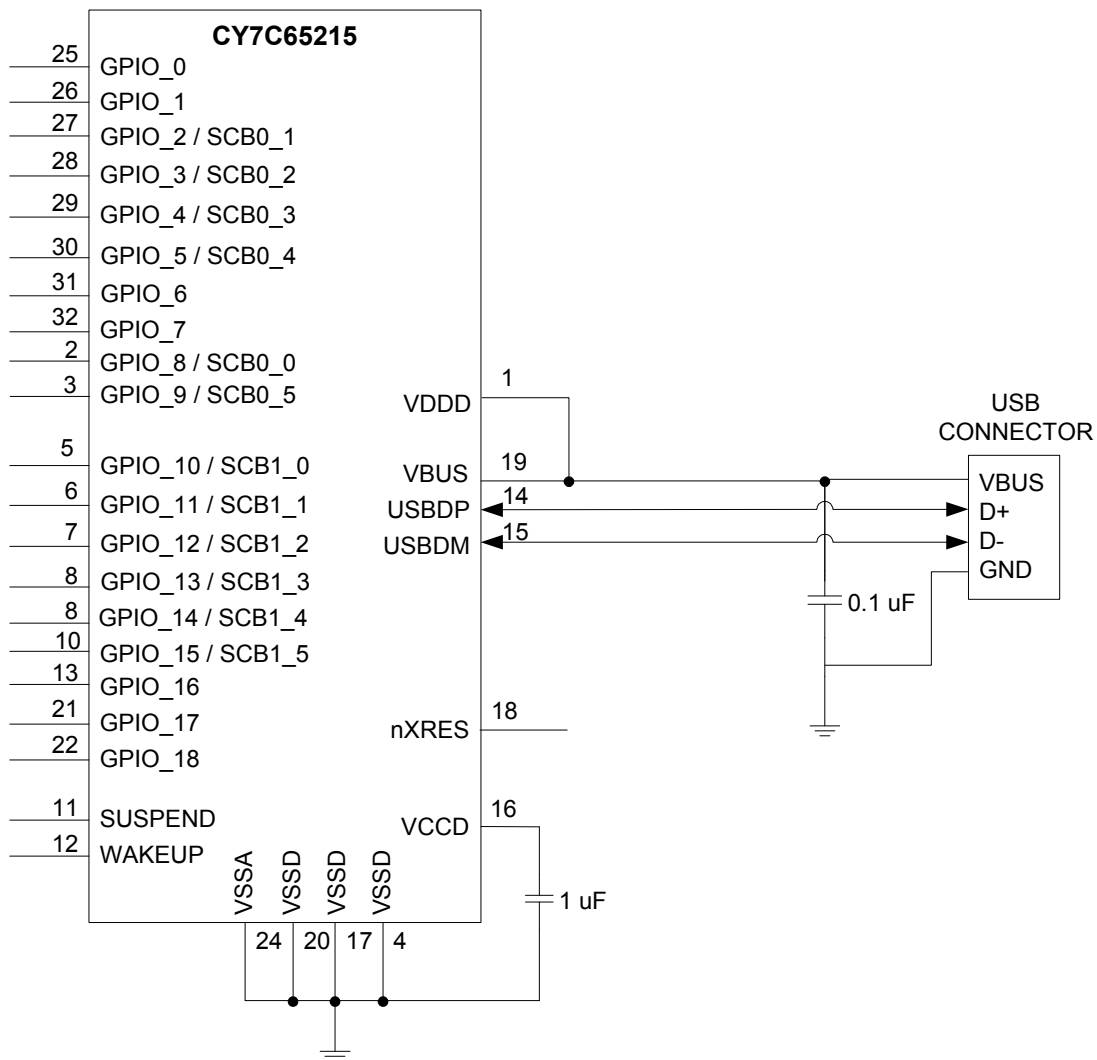 CY7C65215
25 GPIO_0
26 GPIO_1
27 GPIO_2 / SCB0_1
28 GPIO_3 / SCB0_2
29 GPIO_4 / SCB0_3
30 GPIO_5 / SCB0_4
31 GPIO_6
32 GPIO_7
2 GPIO_8 / SCB0_0
3 GPIO_9 / SCB0_5
5 GPIO_10 / SCB1_0
6 GPIO_11 / SCB1_1
7 GPIO_12 / SCB1_2
8 GPIO_13 / SCB1_3
8 GPIO_14 / SCB1_4
10 GPIO_15 / SCB1_5
13 GPIO_16
21 GPIO_17
22 GPIO_18
11 SUSPEND
12 WAKEUP
VDDD 1
VBUS 19
USBDP 14
USBDM 15
nXRES 18
VCCD 16
VSSA
VSSD
VSSD
VSSD
24 20 17 4
1 uF
0.1 uF
USB
CONNECTOR
VBUS
D+
D-
GND